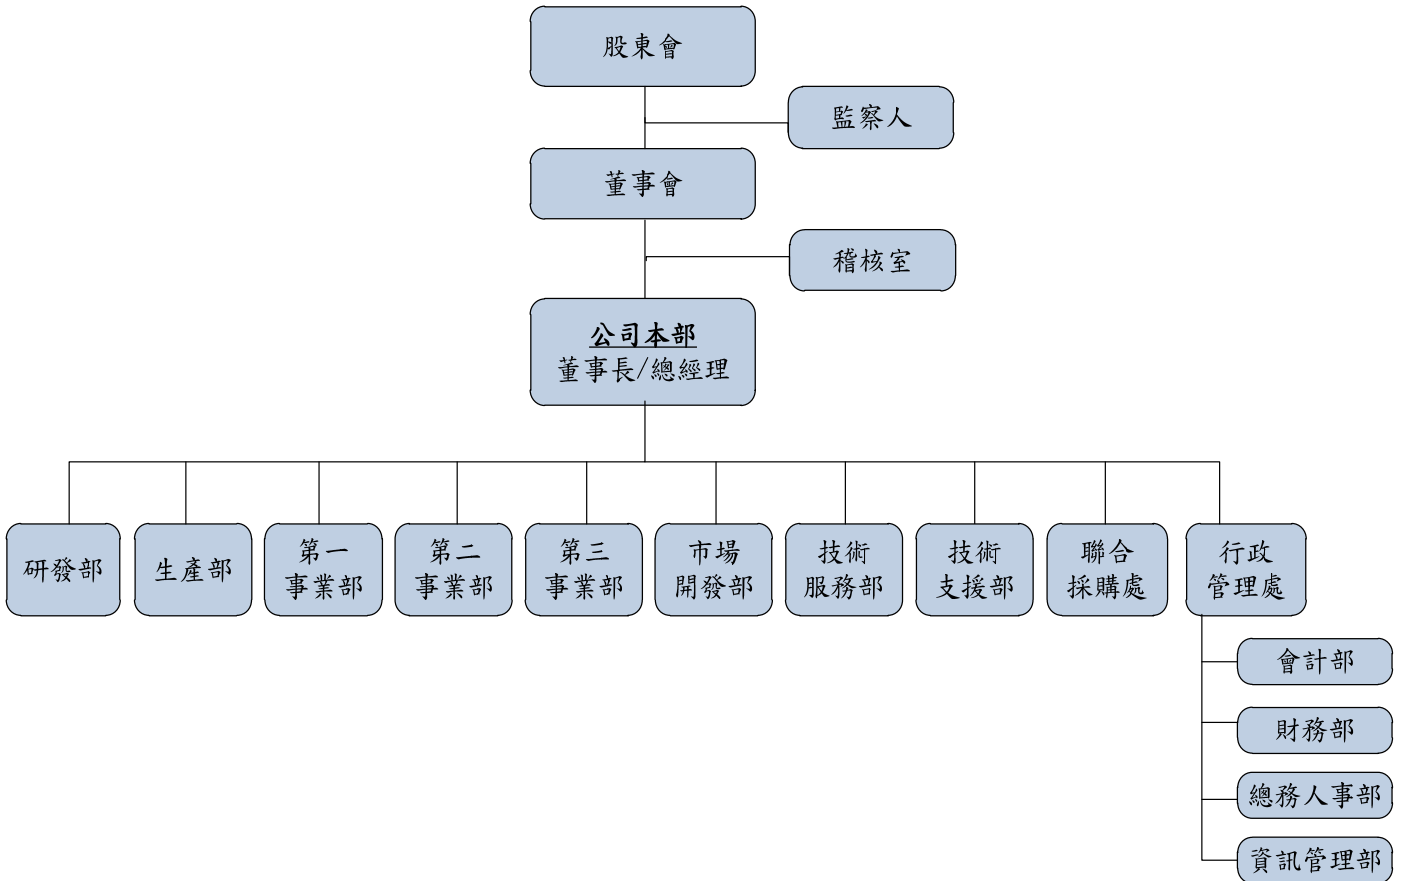 股東會
監察人
董事會
稽核室
公司本部
董事長/總經理
研發部
生產部
第一
事業部
第二
事業部
第三
事業部
市場
開發部
技術
服務部
技術
支援部
聯合
採購處
行政
管理處
會計部
財務部
總務人事部
資訊管理部